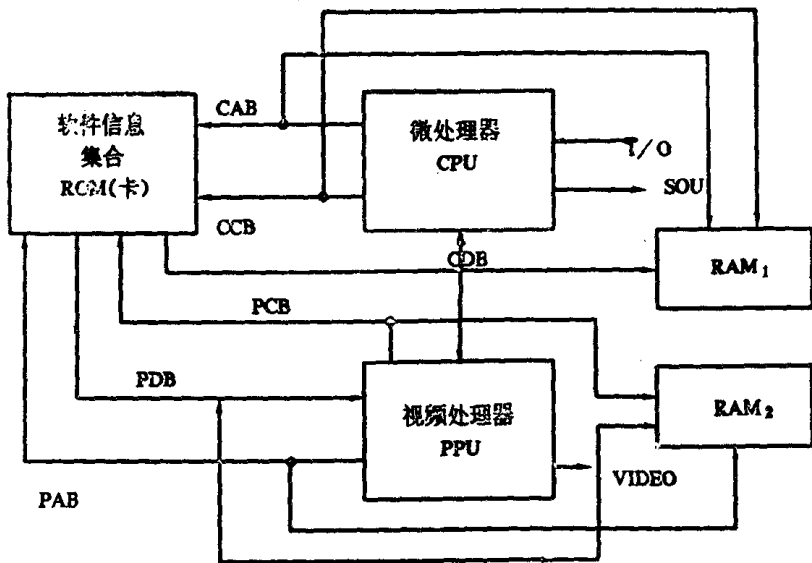 CAB
软件信息
集合
ROM(卡)
微处理器
CPU
I/O
SOU
CCB
CDB
RAM1
PCB
PDB
视频处理器
PPU
RAM2
PAB
VIDEO